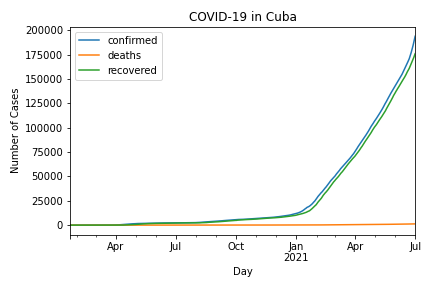 COVID-19 in Cuba
200000
175000
150000
125000
100000
75000
50000
25000
0
Number of Cases
confirmed
deaths
recovered
Apr
Jul
Oct
Jan
2021
Apr
Jul
Day